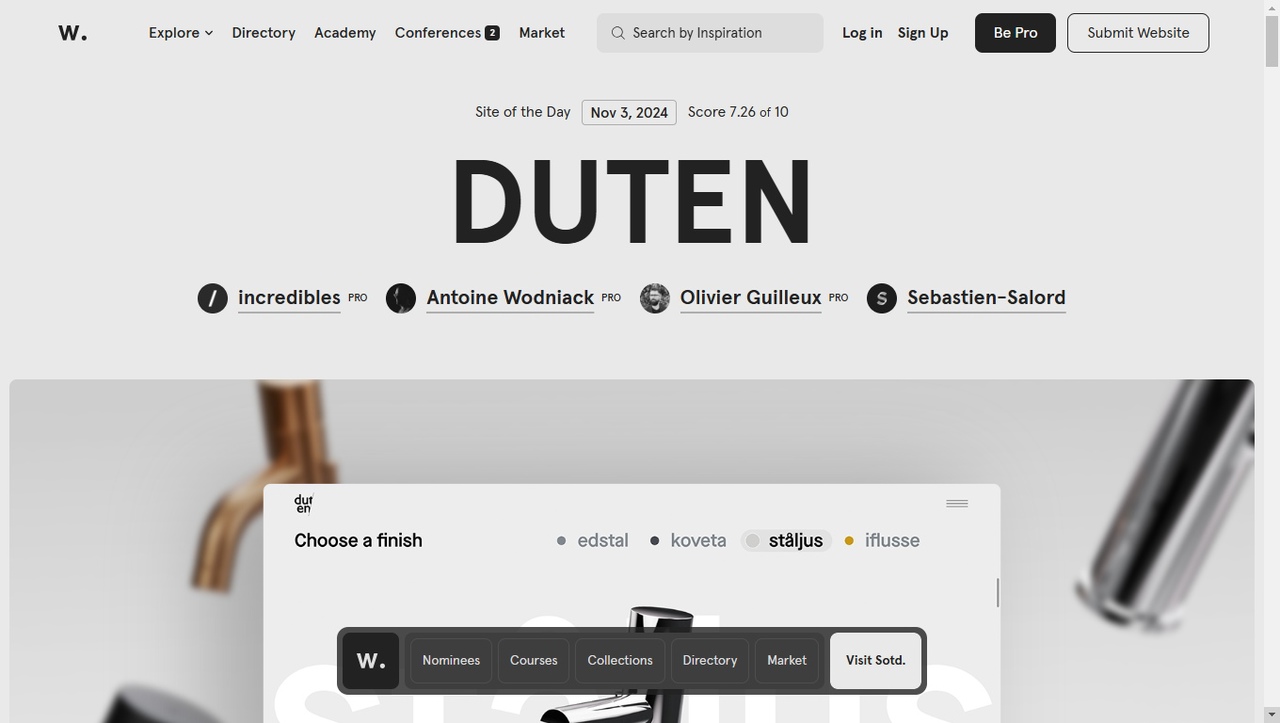 W. Explore Directory Academy Conferences 2 Market Search by Inspiration Log in Sign Up Be Pro Submit Website
Site of the Day Nov 3, 2024 Score 7.26 of 10
DUTEN
incredibles PRO Antoine Wodniack PRO Olivier Guilleux PRO S Sebastien-Salord
dut
en
Choose a finish edstal koveta ståljus iflusse
W. Nominees Courses Collections Directory Market Visit Sotd.